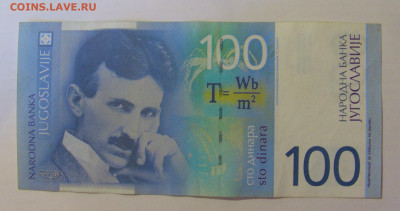 COINS.LAVE.RU
NARODNA BANKA
JUGOSLAVIJE
100
T=Wb/m²
сто динара
sto dinara
НАРОДНА БАНКА
ЈУГОСЛАВИЈЕ
100